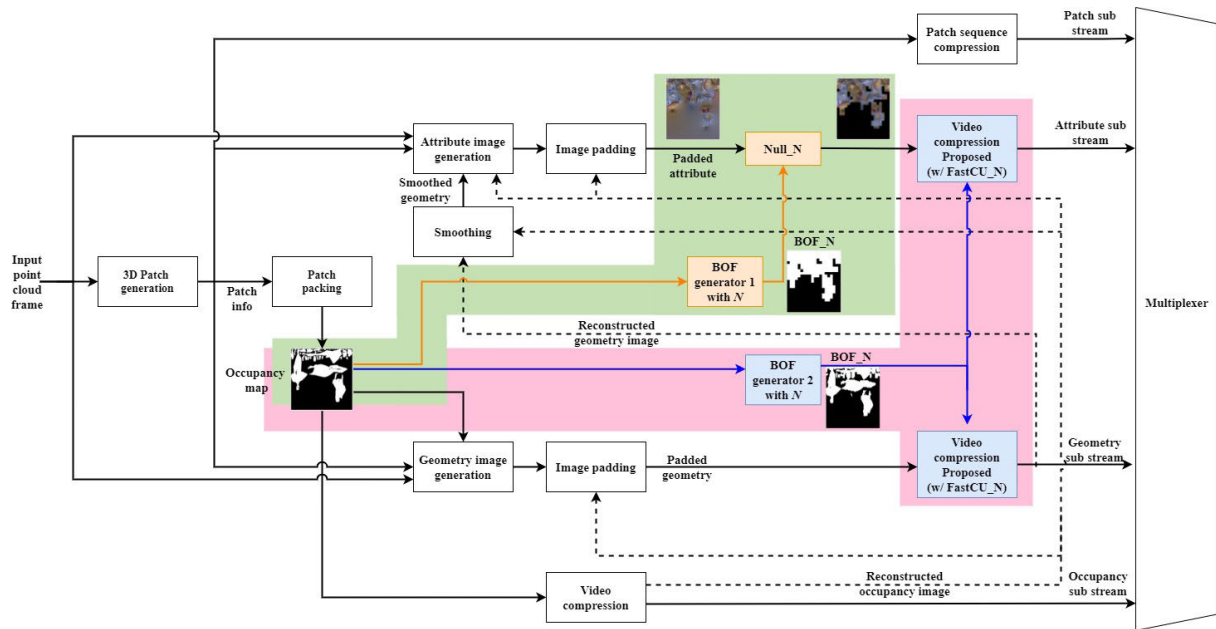 Patch sequence
compression
Patch sub
stream
Attribute image
generation
Image padding
Padded
attribute
Null_N
Video
compression
Proposed
(w/ FastCU_N)
Attribute sub
stream
Smoothed
geometry
Smoothing
BOF
generator 1
with N
BOF_N
Input
point
cloud
frame
3D Patch
generation
Patch
info
Patch
packing
Multiplexer
Reconstructed
geometry image
Occupancy
map
BOF
generator 2
with N
BOF_N
Geometry image
generation
Image padding
Padded
geometry
Video
compression
Proposed
(w/ FastCU_N)
Geometry
sub stream
Video
compression
Reconstructed
occupancy image
Occupancy
sub stream